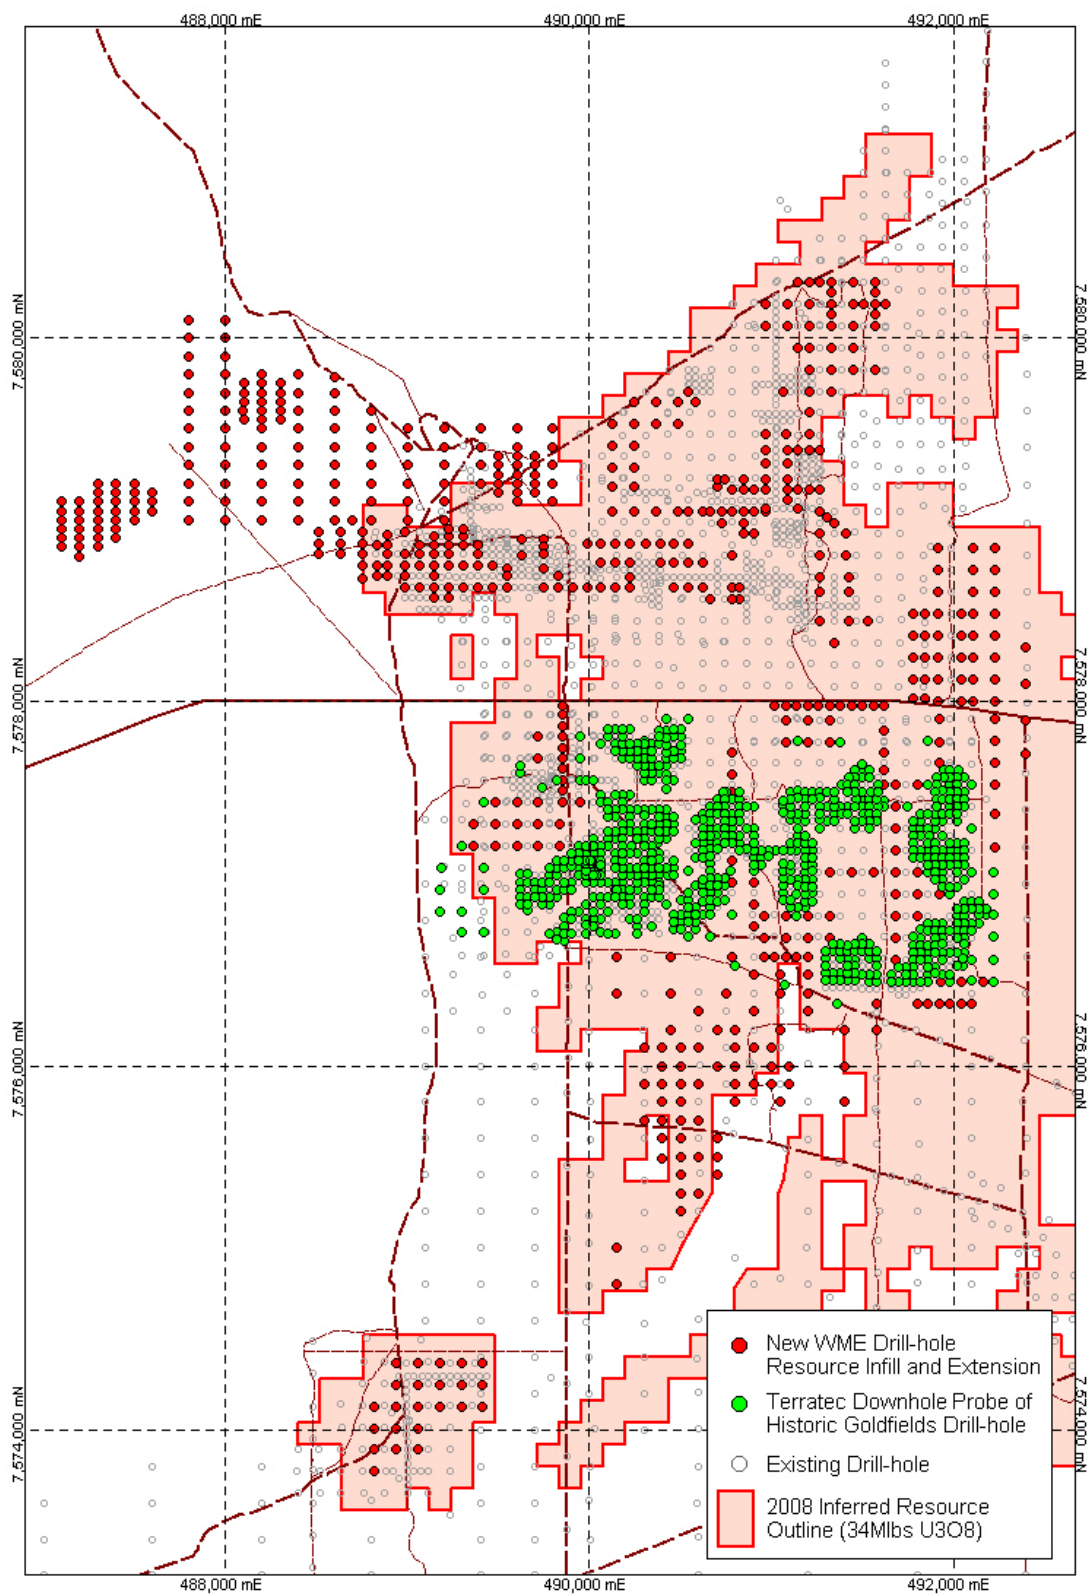 488,000 mE
490,000 mE
492,000 mE
7,580,000 mN
7,580,000 mN
7,578,000 mN
7,578,000 mN
7,576,000 mN
7,576,000 mN
7,574,000 mN
7,574,000 mN
New WME Drill-hole
Resource Infill and Extension
Terratec Downhole Probe of
Historic Goldfields Drill-hole
Existing Drill-hole
2008 Inferred Resource
Outline (34Mlbs U3O8)
488,000 mE
490,000 mE
492,000 mE